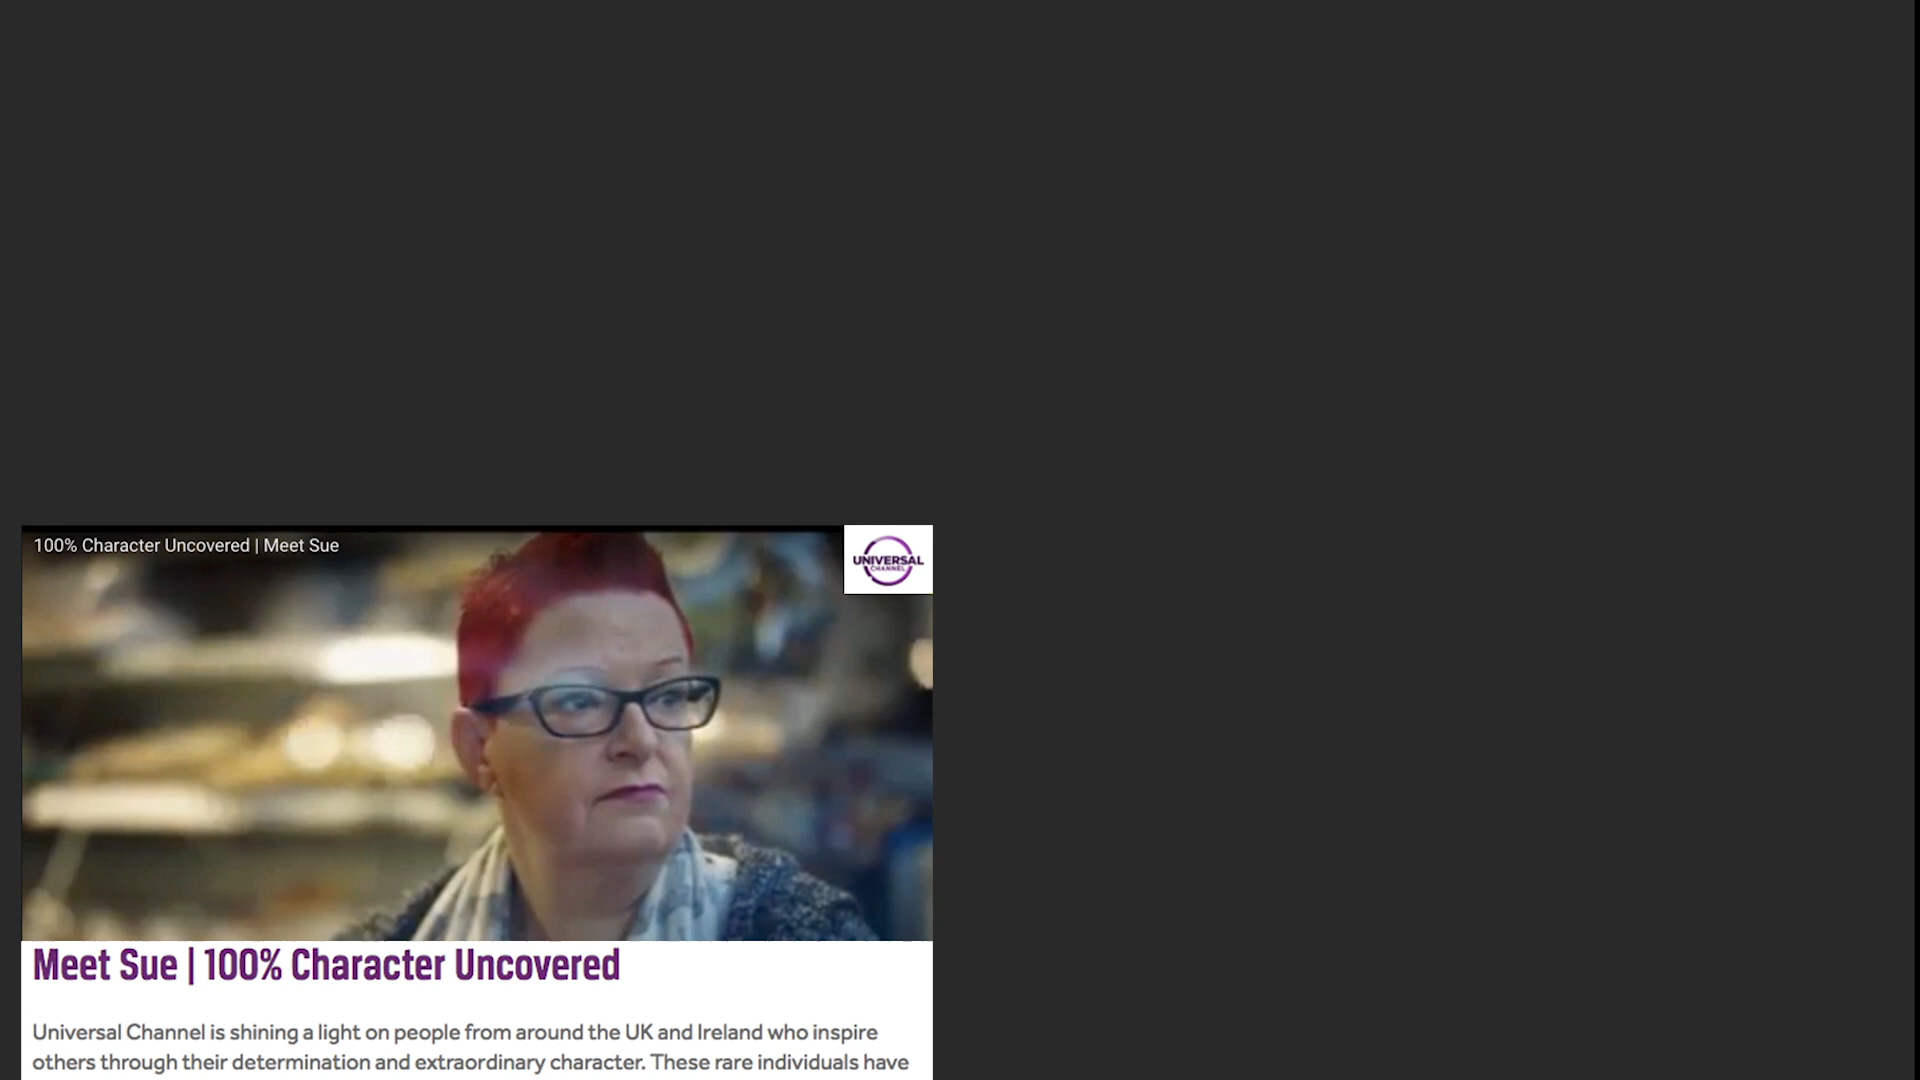 100% Character Uncovered | Meet Sue
UNIVERSAL
CHANNEL
Meet Sue | 100% Character Uncovered
Universal Channel is shining a light on people from around the UK and Ireland who inspire
others through their determination and extraordinary character. These rare individuals have